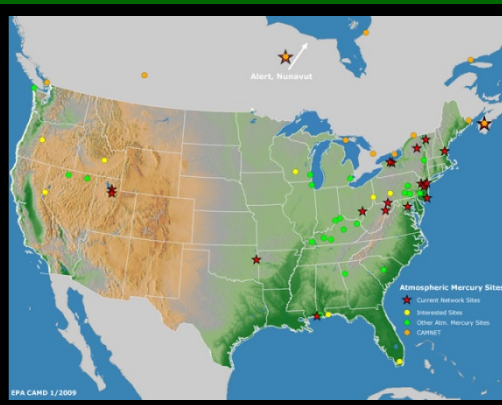 Alert, Nunavut
Atmospheric Mercury Sites
Current Network Sites
Interested Sites
Other Atm. Mercury Sites
CAMNET
EPA CAMD 1/2009